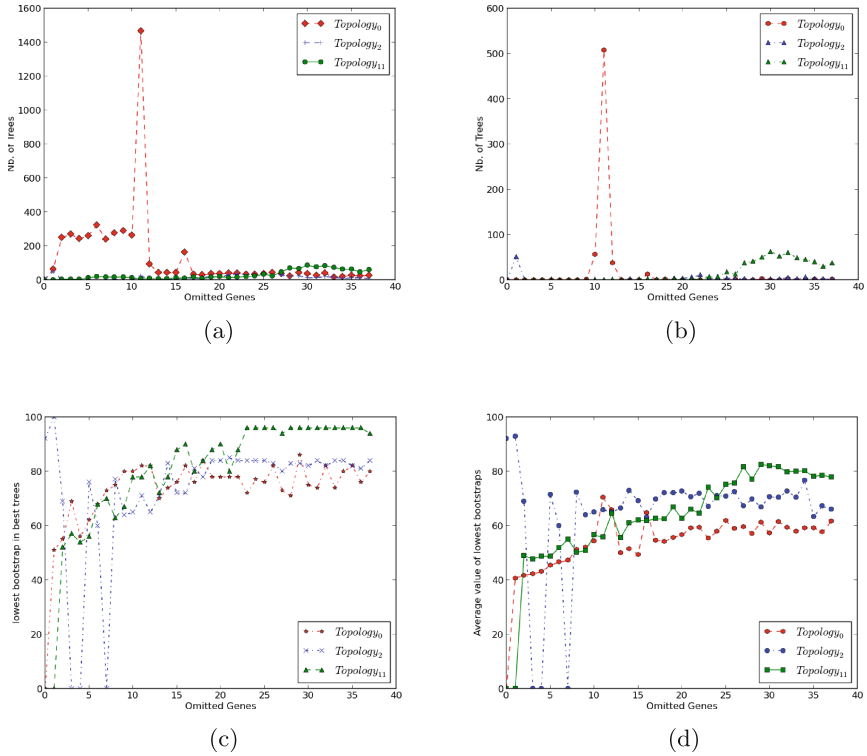 1600
1400
1200
1000
800
600
400
200
0
0 5 10 15 20 25 30 35 40
Nb. of Trees
Omitted Genes
Topology₀
Topology₂
Topology₁₁
(a)
600
500
400
300
200
100
0
0 5 10 15 20 25 30 35 40
Nb. of Trees
Omitted Genes
Topology₀
Topology₂
Topology₁₁
(b)
100
80
60
40
20
0
0 5 10 15 20 25 30 35 40
lowest bootstrap in best trees
Omitted Genes
Topology₀
Topology₂
Topology₁₁
(c)
100
80
60
40
20
0
0 5 10 15 20 25 30 35 40
Average value of lowest bootstraps
Omitted Genes
Topology₀
Topology₂
Topology₁₁
(d)